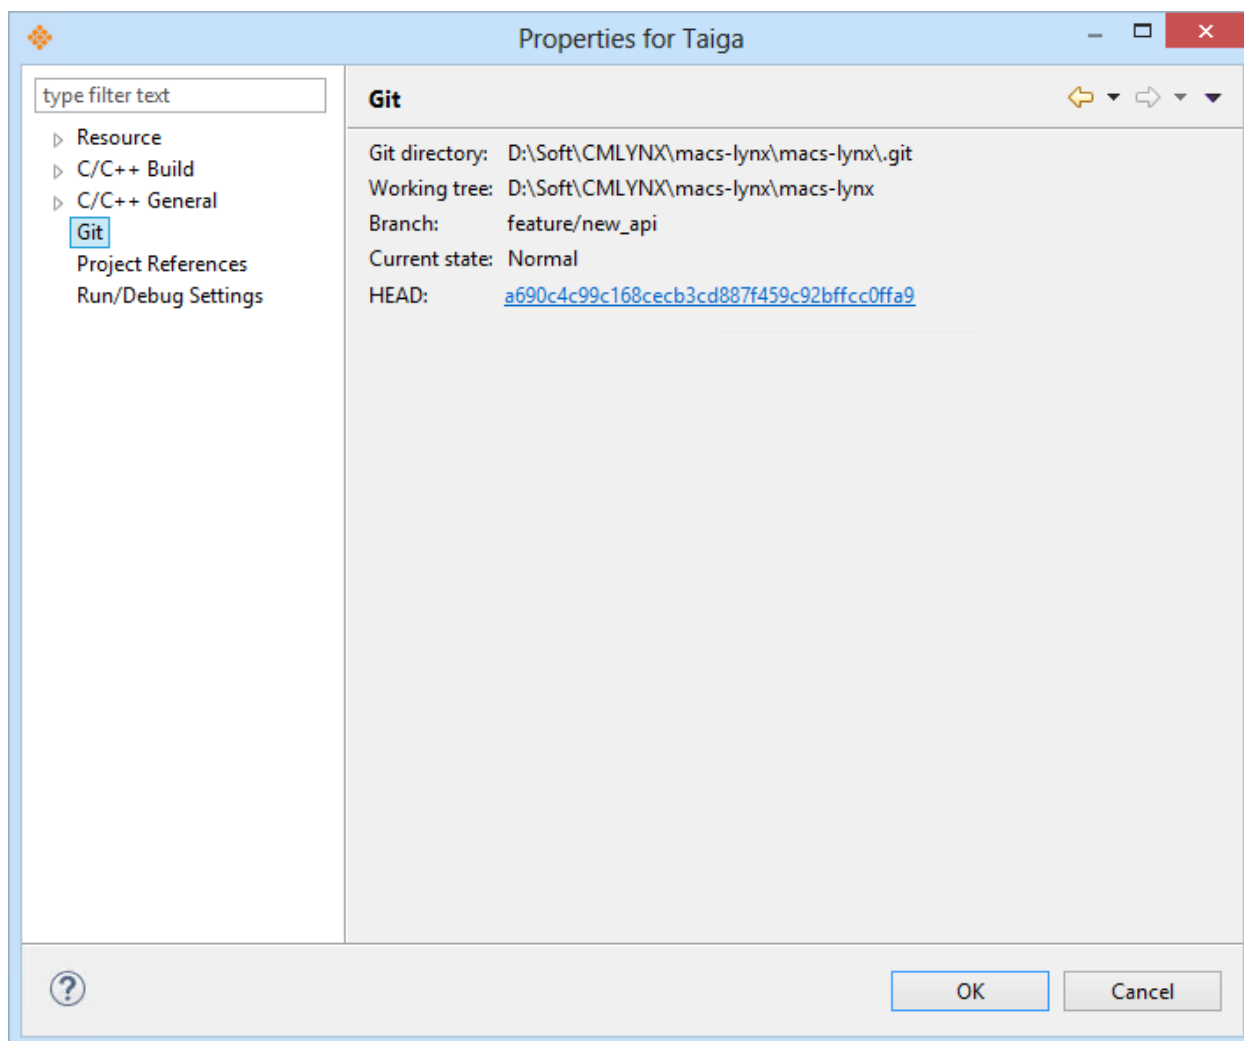 Properties for Taiga
type filter text
Resource
C/C++ Build
C/C++ General
Git
Project References
Run/Debug Settings
Git
Git directory: D:\Soft\CMLYNX\macs-lynx\macs-lynx\.git
Working tree: D:\Soft\CMLYNX\macs-lynx\macs-lynx
Branch: feature/new_api
Current state: Normal
HEAD: a690c4c99c168cecb3cd887f459c92bffcc0ffa9
OK Cancel